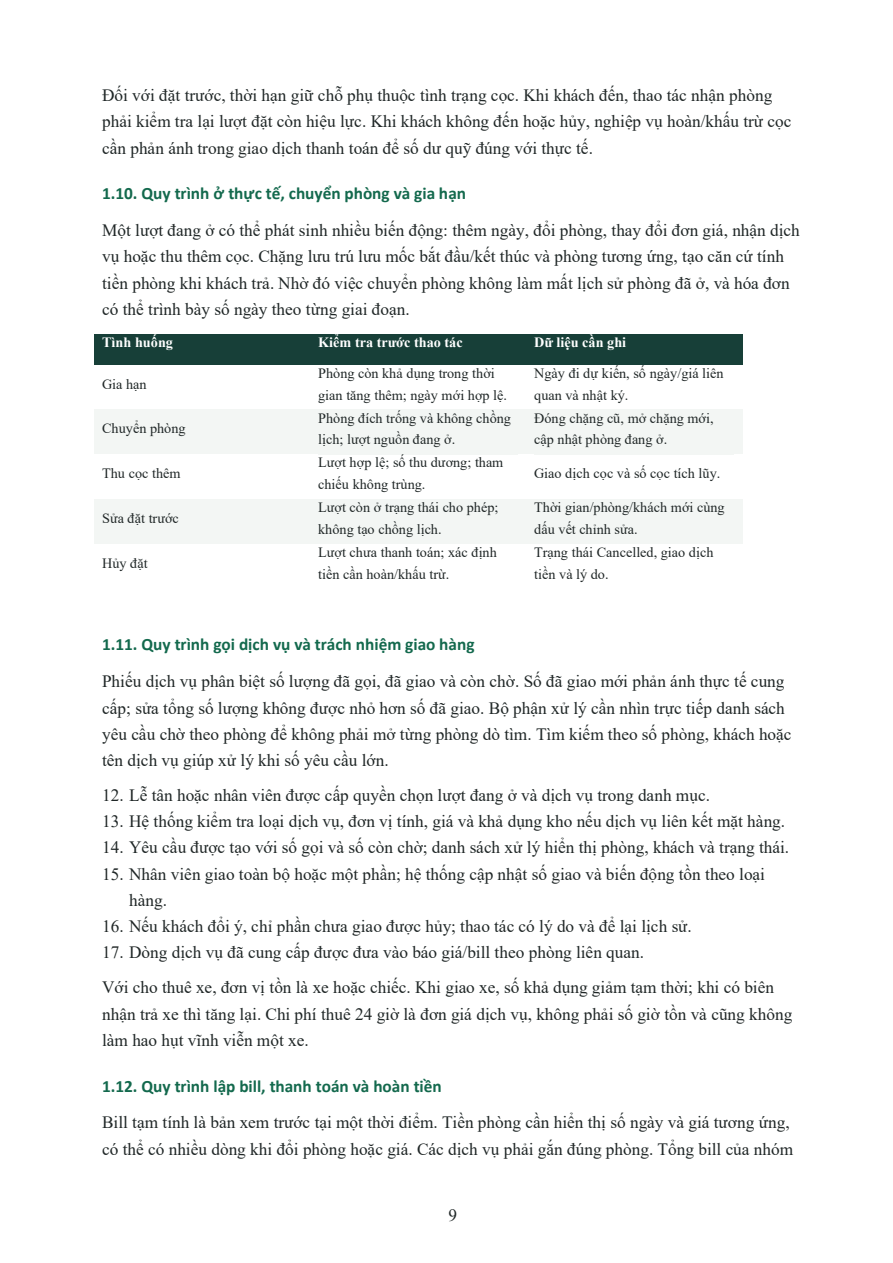 Đối với đặt trước, thời hạn giữ chỗ phụ thuộc tình trạng cọc. Khi khách đến, thao tác nhận phòng
phải kiểm tra lại lượt đặt còn hiệu lực. Khi khách không đến hoặc hủy, nghiệp vụ hoàn/khấu trừ cọc
cần phản ánh trong giao dịch thanh toán để số dư quỹ đúng với thực tế.
1.10. Quy trình ở thực tế, chuyển phòng và gia hạn
Một lượt đang ở có thể phát sinh nhiều biến động: thêm ngày, đổi phòng, thay đổi đơn giá, nhận dịch
vụ hoặc thu thêm cọc. Chặng lưu trú lưu mốc bắt đầu/kết thúc và phòng tương ứng, tạo căn cứ tính
tiền phòng khi khách trả. Nhờ đó việc chuyển phòng không làm mất lịch sử phòng đã ở, và hóa đơn
có thể trình bày số ngày theo từng giai đoạn.
Tình huống Kiểm tra trước thao tác Dữ liệu cần ghi
Gia hạn
Phòng còn khả dụng trong thời
gian tăng thêm; ngày mới hợp lệ.
Ngày đi dự kiến, số ngày/giá liên
quan và nhật ký.
Chuyển phòng
Phòng đích trống và không chồng
lịch; lượt nguồn đang ở.
Đóng chặng cũ, mở chặng mới,
cập nhật phòng đang ở.
Thu cọc thêm
Lượt hợp lệ; số thu dương; tham
chiếu không trùng.
Giao dịch cọc và số cọc tích lũy.
Sửa đặt trước
Lượt còn ở trạng thái cho phép;
không tạo chồng lịch.
Thời gian/phòng/khách mới cùng
dấu vết chỉnh sửa.
Hủy đặt
Lượt chưa thanh toán; xác định
tiền cần hoàn/khấu trừ.
Trạng thái Cancelled, giao dịch
tiền và lý do.
1.11. Quy trình gọi dịch vụ và trách nhiệm giao hàng
Phiếu dịch vụ phân biệt số lượng đã gọi, đã giao và còn chờ. Số đã giao mới phản ánh thực tế cung
cấp; sửa tổng số lượng không được nhỏ hơn số đã giao. Bộ phận xử lý cần nhìn trực tiếp danh sách
yêu cầu chờ theo phòng để không phải mở từng phòng dò tìm. Tìm kiếm theo số phòng, khách hoặc
tên dịch vụ giúp xử lý khi số yêu cầu lớn.
12. Lễ tân hoặc nhân viên được cấp quyền chọn lượt đang ở và dịch vụ trong danh mục.
13. Hệ thống kiểm tra loại dịch vụ, đơn vị tính, giá và khả dụng kho nếu dịch vụ liên kết mặt hàng.
14. Yêu cầu được tạo với số gọi và số còn chờ; danh sách xử lý hiển thị phòng, khách và trạng thái.
15. Nhân viên giao toàn bộ hoặc một phần; hệ thống cập nhật số giao và biến động tồn theo loại
hàng.
16. Nếu khách đổi ý, chỉ phần chưa giao được hủy; thao tác có lý do và để lại lịch sử.
17. Dòng dịch vụ đã cung cấp được đưa vào báo giá/bill theo phòng liên quan.
Với cho thuê xe, đơn vị tồn là xe hoặc chiếc. Khi giao xe, số khả dụng giảm tạm thời; khi có biên
nhận trả xe thì tăng lại. Chi phí thuê 24 giờ là đơn giá dịch vụ, không phải số giờ tồn và cũng không
làm hao hụt vĩnh viễn một xe.
1.12. Quy trình lập bill, thanh toán và hoàn tiền
Bill tạm tính là bản xem trước tại một thời điểm. Tiền phòng cần hiển thị số ngày và giá tương ứng,
có thể có nhiều dòng khi đổi phòng hoặc giá. Các dịch vụ phải gắn đúng phòng. Tổng bill của nhóm
9